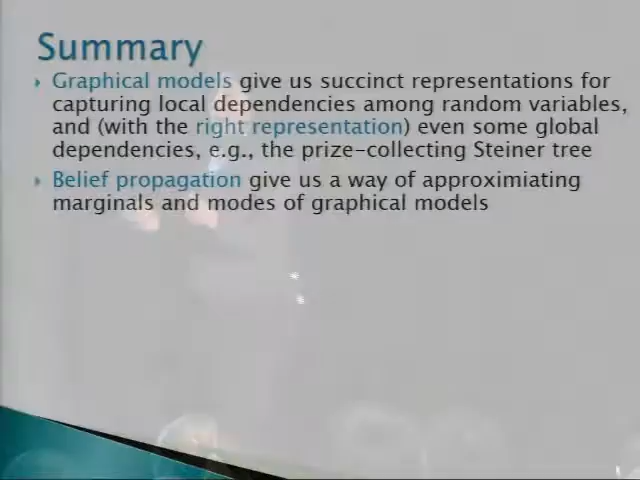 Summary
Graphical models give us succinct representations for
capturing local dependencies among random variables,
and (with the right representation) even some global
dependencies, e.g., the prize-collecting Steiner tree
Belief propagation give us a way of approximiating
marginals and modes of graphical models